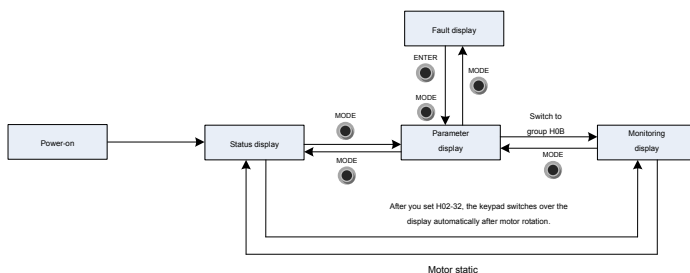 Fault display
ENTER
MODE
MODE
MODE
Switch to
group H0B
Power-on
Status display
Parameter
display
Monitoring
display
MODE
MODE
After you set H02-32, the keypad switches over the
display automatically after motor rotation.
Motor static